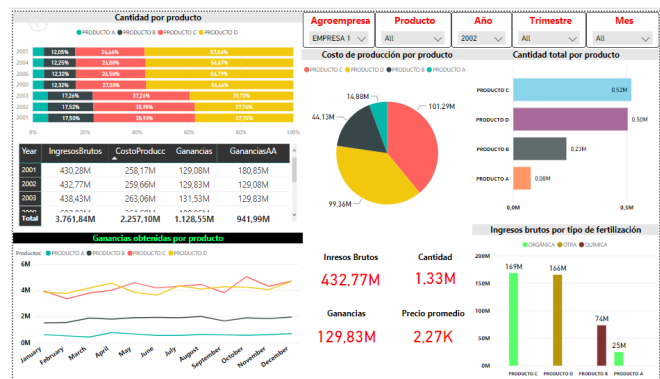 Cantidad por producto
PRODUCTO A PRODUCTO B PRODUCTO C PRODUCTO D
2005 12,05% 26,66% 57,06%
2004 12,25% 26,88% 56,67%
2006 12,32% 26,58% 56,79%
2000 12,32% 27,03%
2003 17,26% 37,26% 39,75%
2002 17,52% 38,98% 37,76%
2001 17,50% 38,93% 37,70%
0% 20% 40% 60% 80% 100%
Agroempresa Producto Año Trimestre Mes
EMPRESA 1 All 2002 All All
Costo de producción por producto
PRODUCTO C PRODUCTO D PRODUCTO B PRODUCTO A
14,88M
101,29M
44,13M
99,36M
Cantidad total por producto
PRODUCTO C 0,52M
PRODUCTO D 0,50M
PRODUCTO B 0,23M
PRODUCTO A 0,08M
0,0M 0,5M
Year IngresosBrutos CostoProducc Ganancias GananciasAA
2001 430,28M 258,17M 129,08M 180,85M
2002 432,77M 259,66M 129,83M 129,08M
2003 438,43M 263,06M 131,53M 129,83M
Total 3.761,84M 2.257,10M 1.128,55M 941,99M
Ganancias obtenidas por producto
Productos: PRODUCTO A PRODUCTO B PRODUCTO C PRODUCTO D
6M
4M
2M
0M
January February March April May June July August September October November December
Inresos Brutos Cantidad
432,77M 1,33M
Ganancias Precio promedio
129,83M 2,27K
Ingresos brutos por tipo de fertilización
ORGÁNICA OTRA QUÍMICA
200M
150M
100M
50M
0M
169M 166M 74M 25M
PRODUCTO C PRODUCTO D PRODUCTO B PRODUCTO A